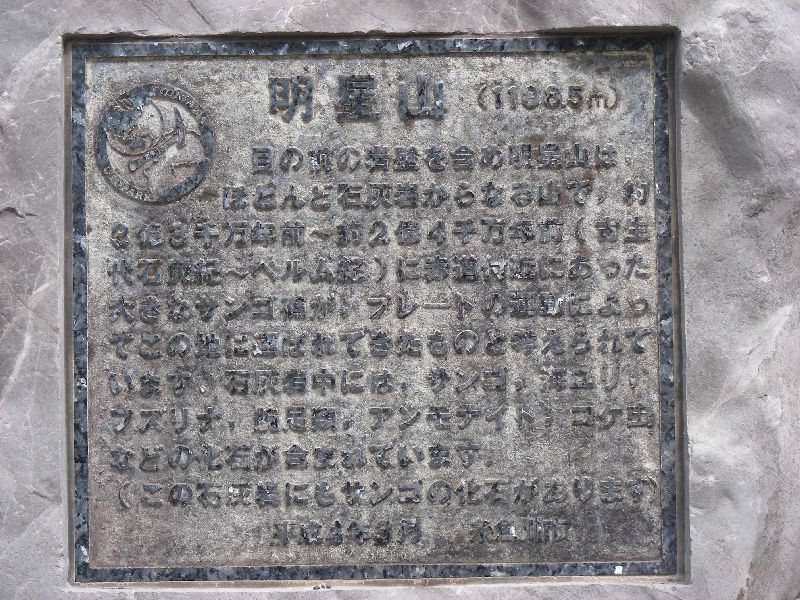 明星山 (1188.5m)
目の前の岩壁を含め明星山は、
ほとんど石灰岩からなる山で，約
3億3千万年前～約2億4千万年前（古生
代石炭紀～ペルム紀）に赤道付近にあった
大きなサンゴ礁が，プレートの運動によっ
てこの地に運ばれてきたものと考えられて
います．石灰岩中には，サンゴ，海ユリ，
フズリナ，腕足類，アンモナイト，コケ虫
などの化石が含まれています．
（この石灰岩にもサンゴの化石があります）
平成4年3月 糸魚川市